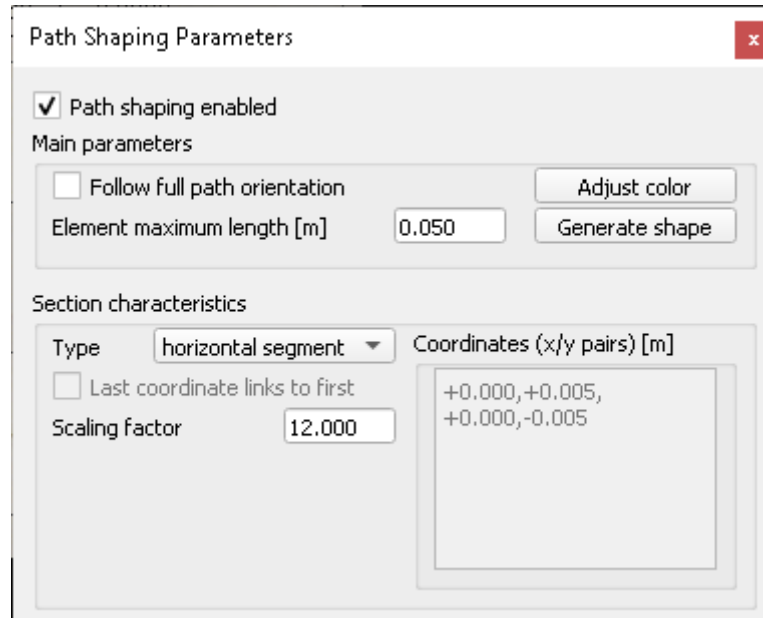 Path Shaping Parameters
x
Path shaping enabled
Main parameters
Follow full path orientation
Adjust color
Element maximum length [m]
0.050
Generate shape
Section characteristics
Type
horizontal segment
Coordinates (x/y pairs) [m]
Last coordinate links to first
+0.000,+0.005,
+0.000,-0.005
Scaling factor
12.000